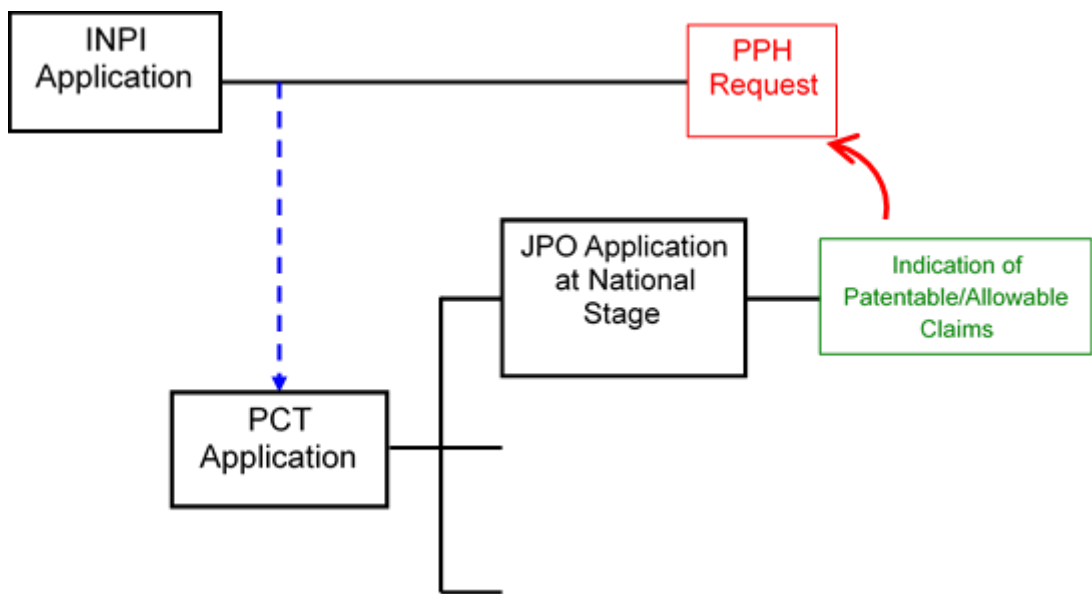 INPI
Application
PPH
Request
JPO Application
at National
Stage
Indication of
Patentable/Allowable
Claims
PCT
Application